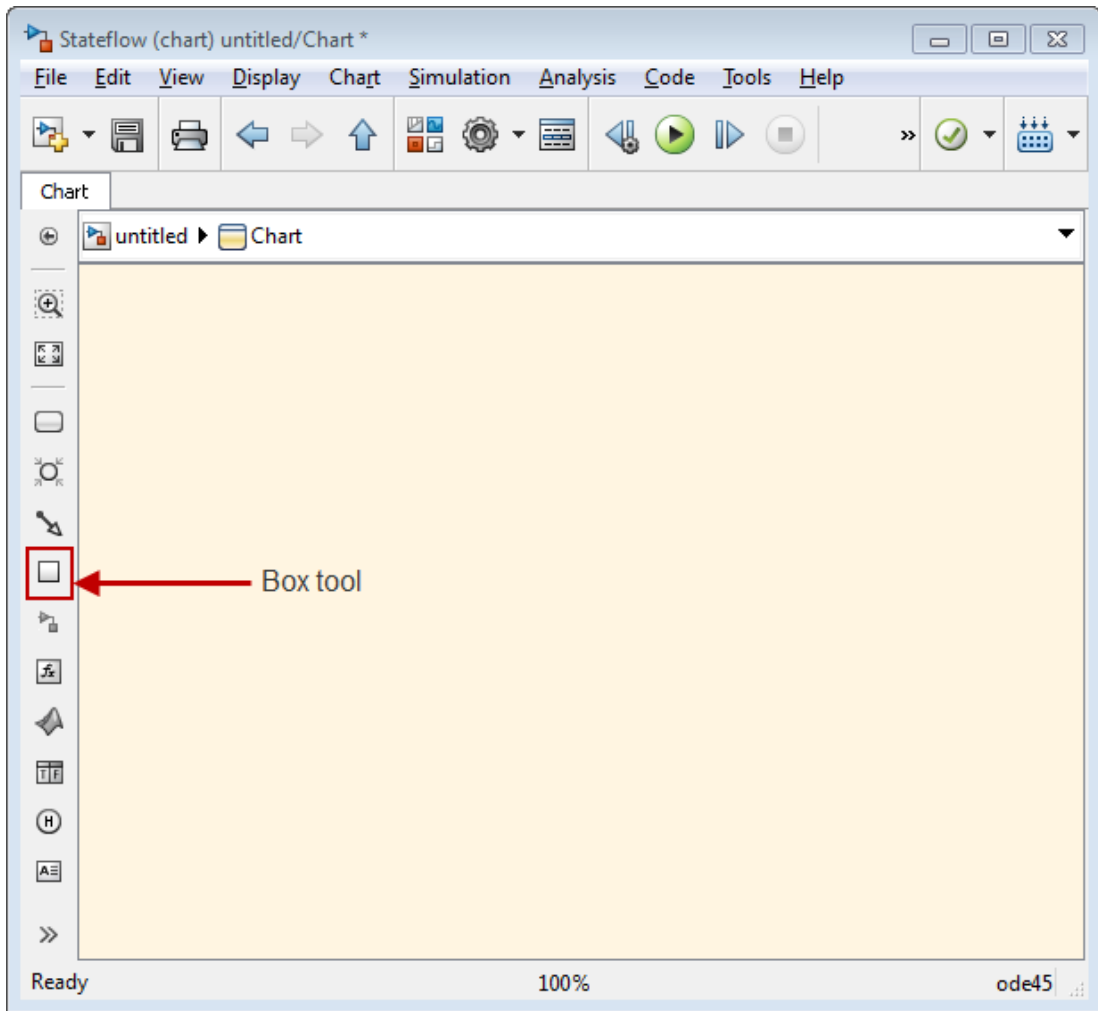 Stateflow (chart) untitled/Chart *
File Edit View Display Chart Simulation Analysis Code Tools Help
Chart
untitled Chart
Box tool
fx
T F
H
A
Ready 100% ode45